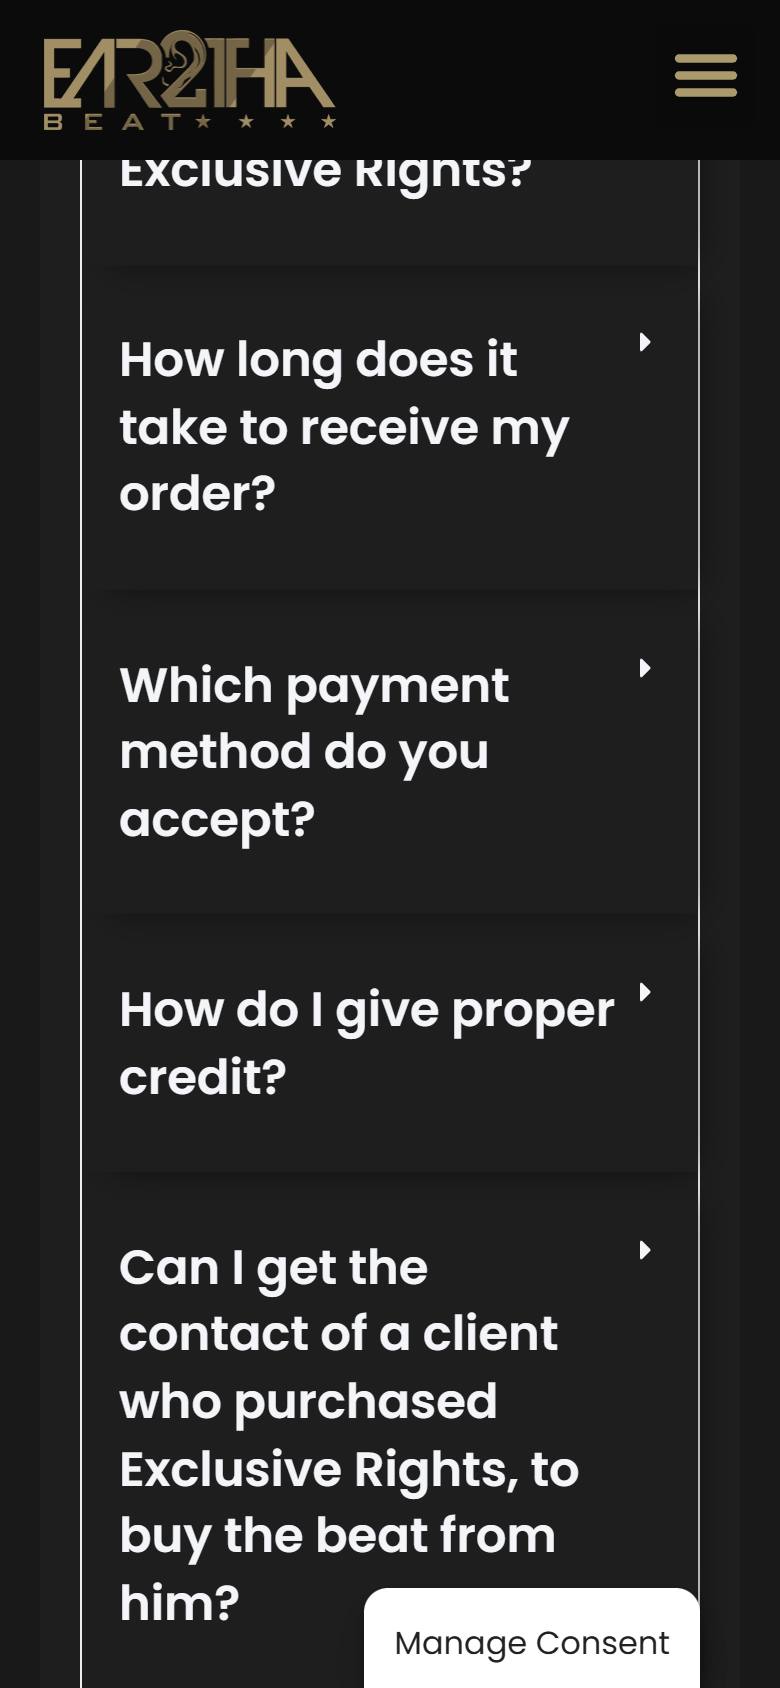 EAR2THA
BEAT
Exclusive Rights?
How long does it
take to receive my
order?
Which payment
method do you
accept?
How do I give proper
credit?
Can I get the
contact of a client
who purchased
Exclusive Rights, to
buy the beat from
him?
Manage Consent